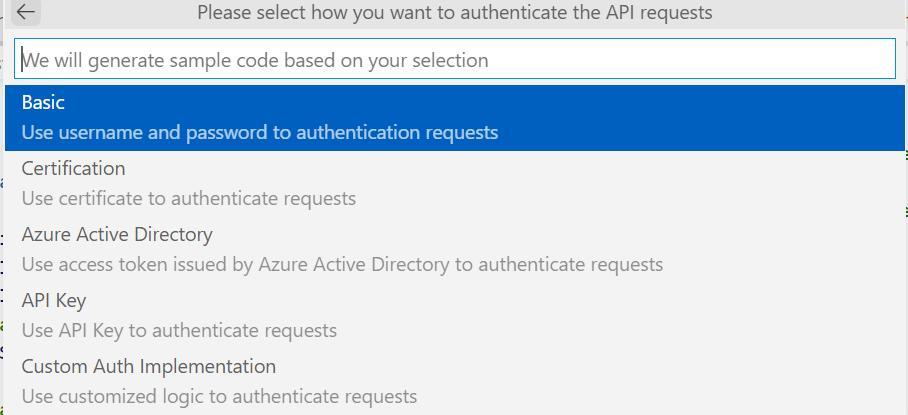 Please select how you want to authenticate the API requests
We will generate sample code based on your selection
Basic
Use username and password to authentication requests
Certification
Use certificate to authenticate requests
Azure Active Directory
Use access token issued by Azure Active Directory to authenticate requests
API Key
Use API Key to authenticate requests
Custom Auth Implementation
Use customized logic to authenticate requests